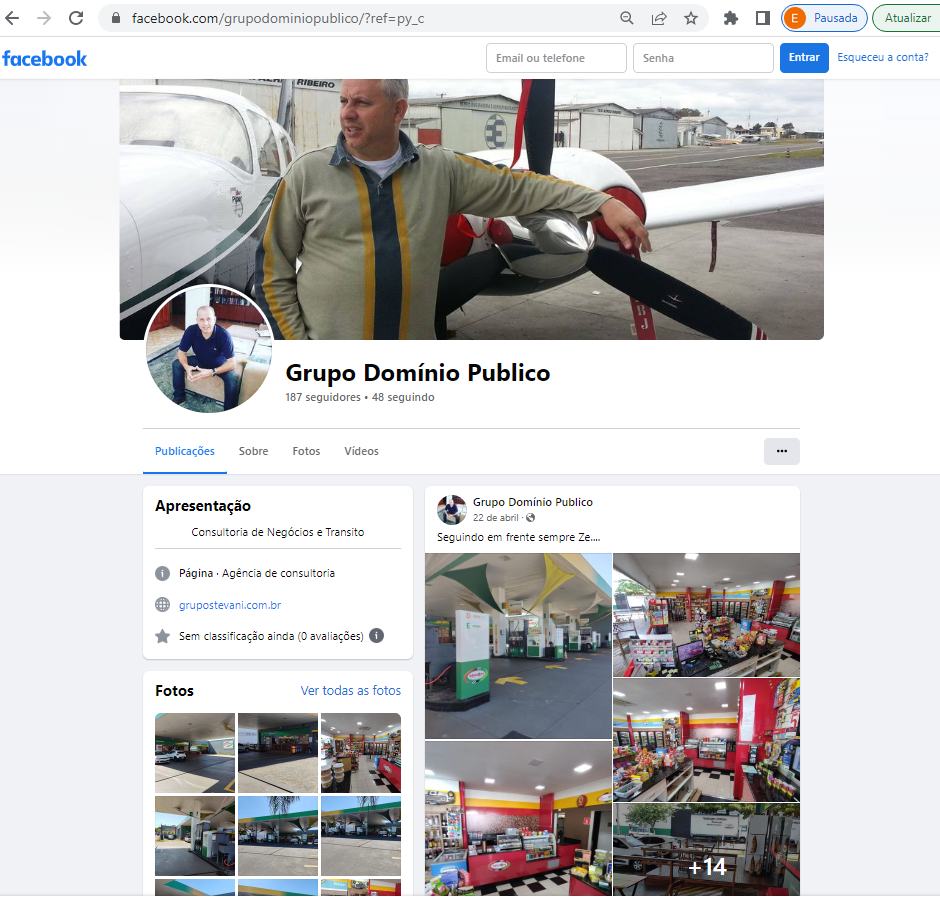 facebook.com/grupodominiopublico/?ref=py_c
E
Pausada
Atualizar
facebook
Email ou telefone
Senha
Entrar
Esqueceu a conta?
RIBEIRO
Grupo Domínio Publico
187 seguidores • 48 seguindo
Publicações
Sobre
Fotos
Vídeos
Apresentação
Consultoria de Negócios e Transito
Página · Agência de consultoria
grupostevani.com.br
Sem classificação ainda (0 avaliações)
Fotos
Ver todas as fotos
Grupo Domínio Publico
22 de abril ·
Seguindo em frente sempre Ze....
E
+14